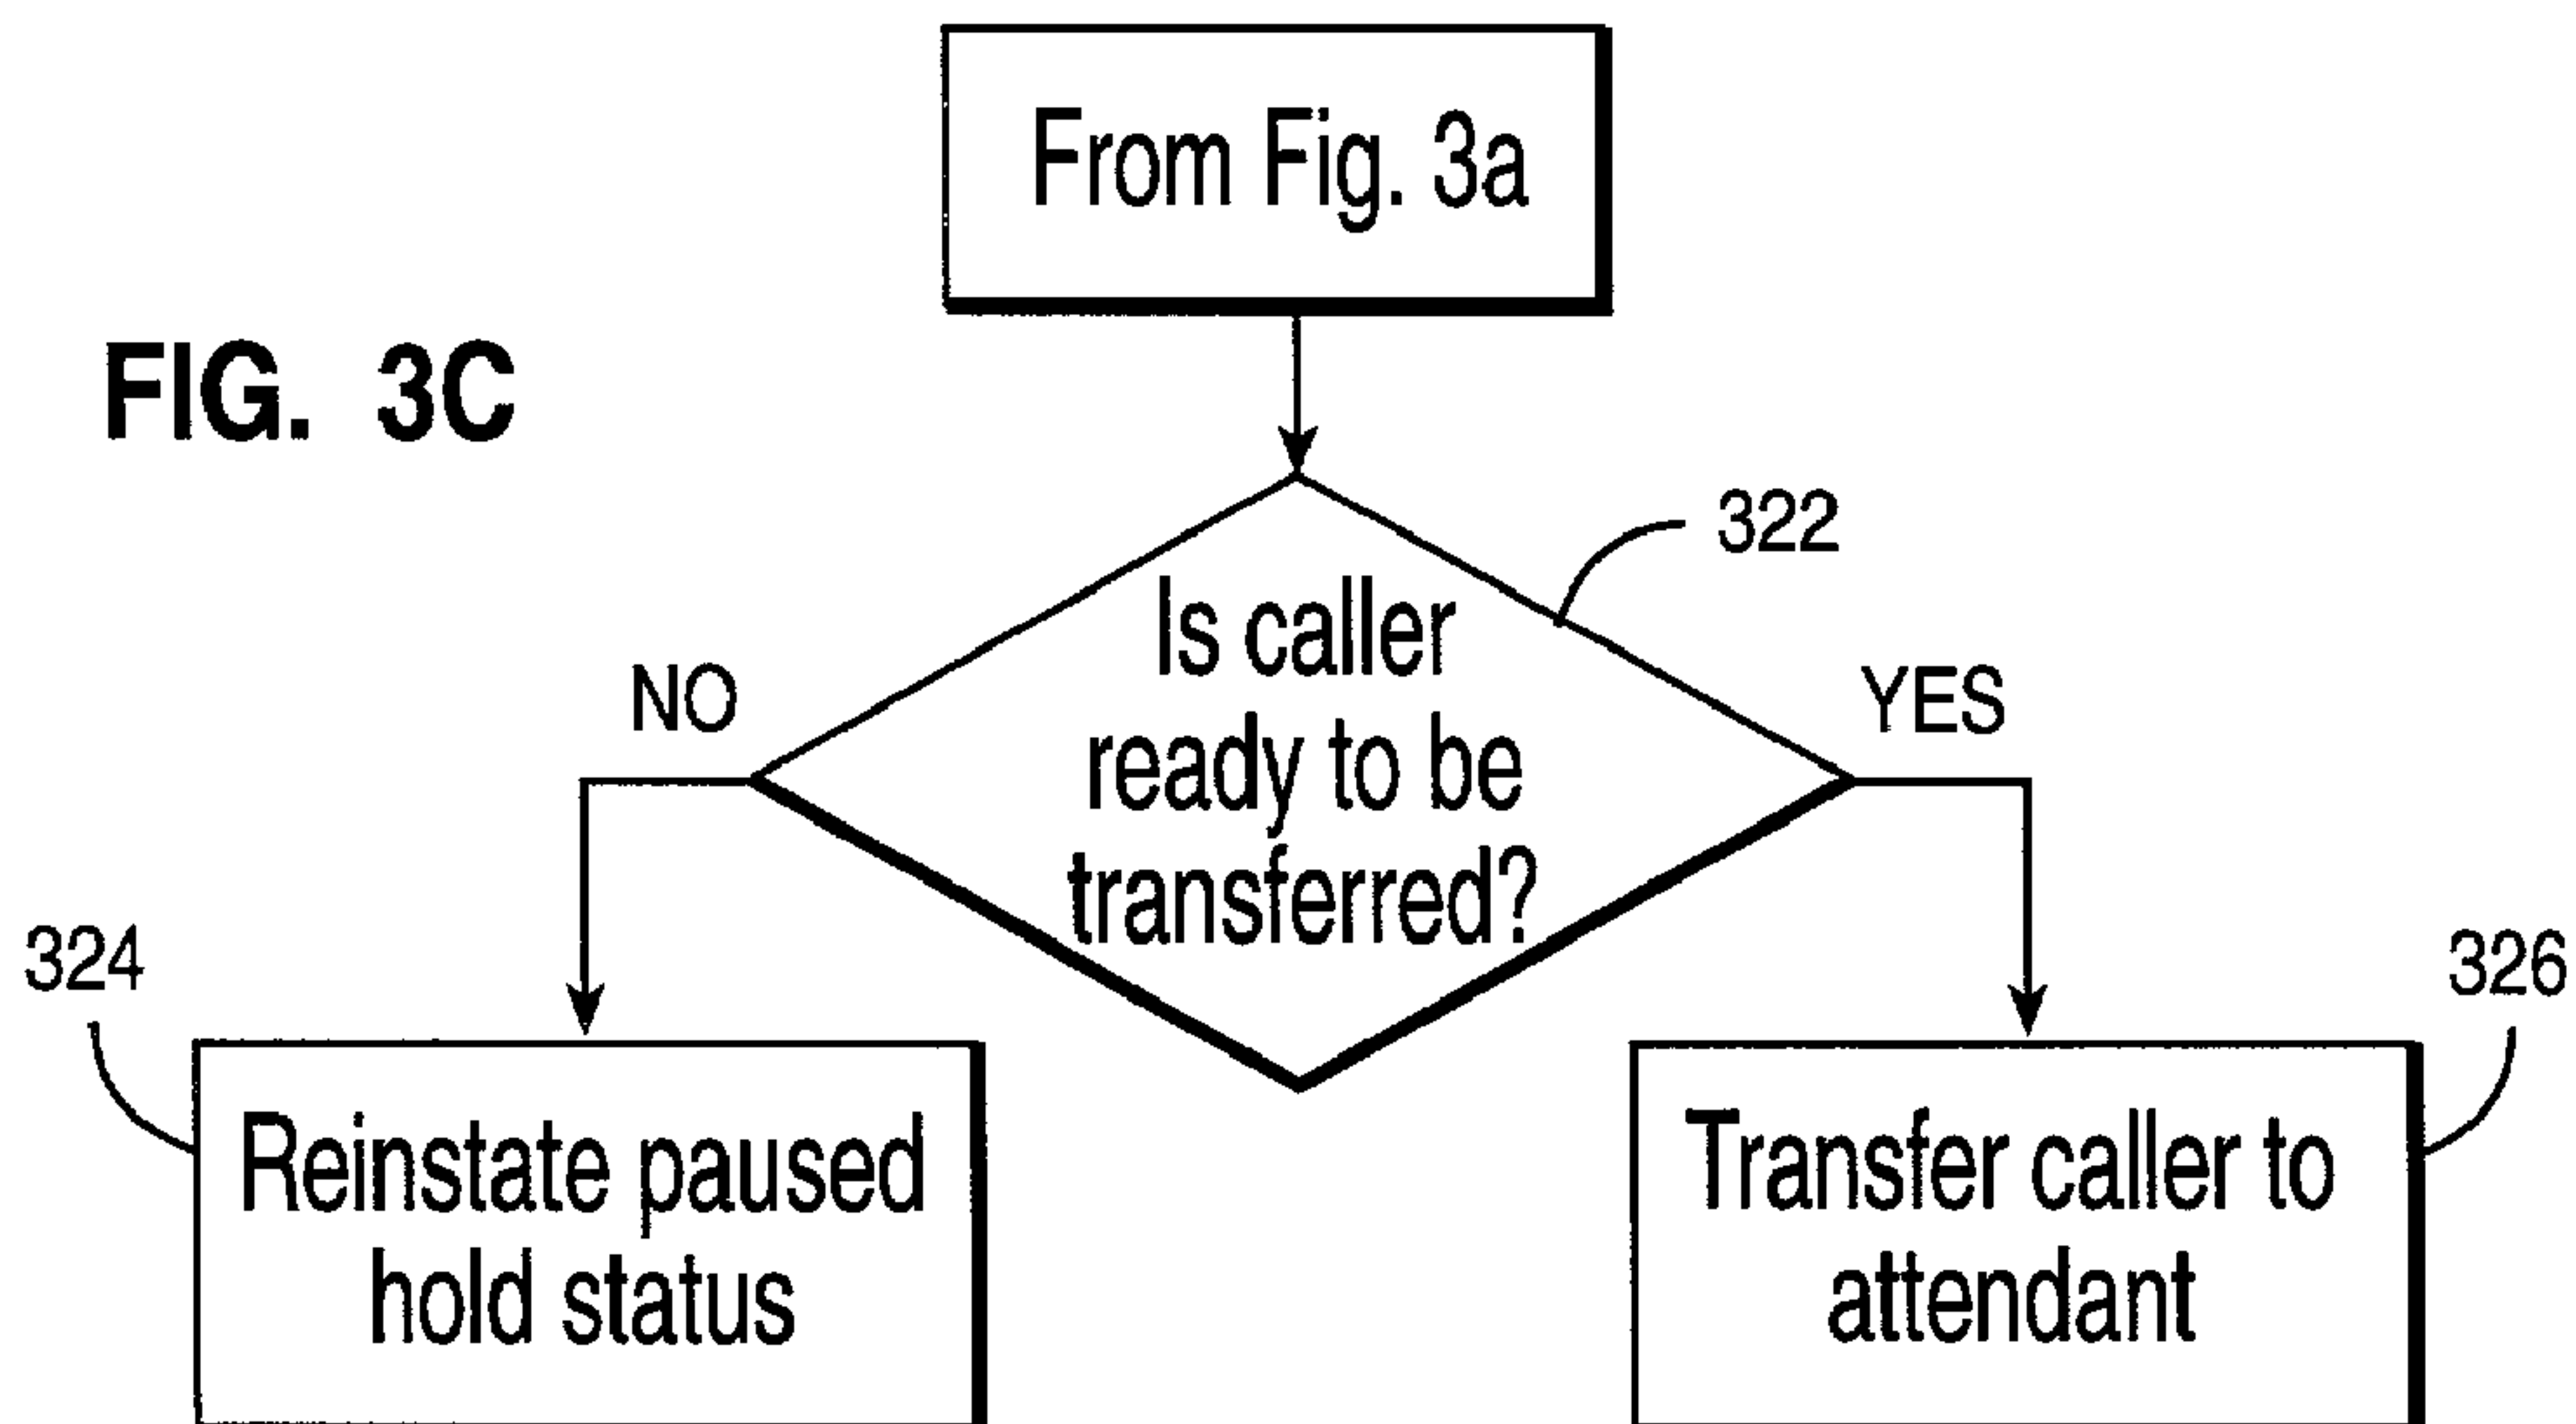 From Fig. 3a
FIG. 3C
322
Is caller
ready to be
transferred?
NO
YES
324
326
Reinstate paused
hold status
Transfer caller to
attendant